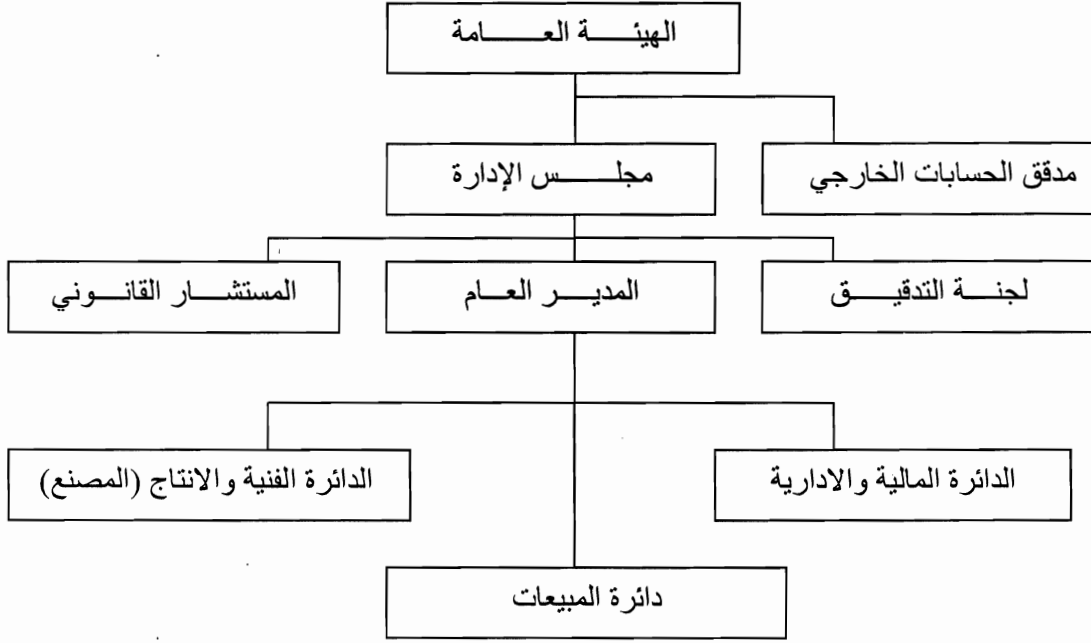 الهيئة العامة
مدقق الحسابات الخارجي
مجلس الإدارة
لجنة التدقيق
المدير العام
المستشار القانوني
الدائرة المالية والادارية
الدائرة الفنية والانتاج (المصنع)
دائرة المبيعات